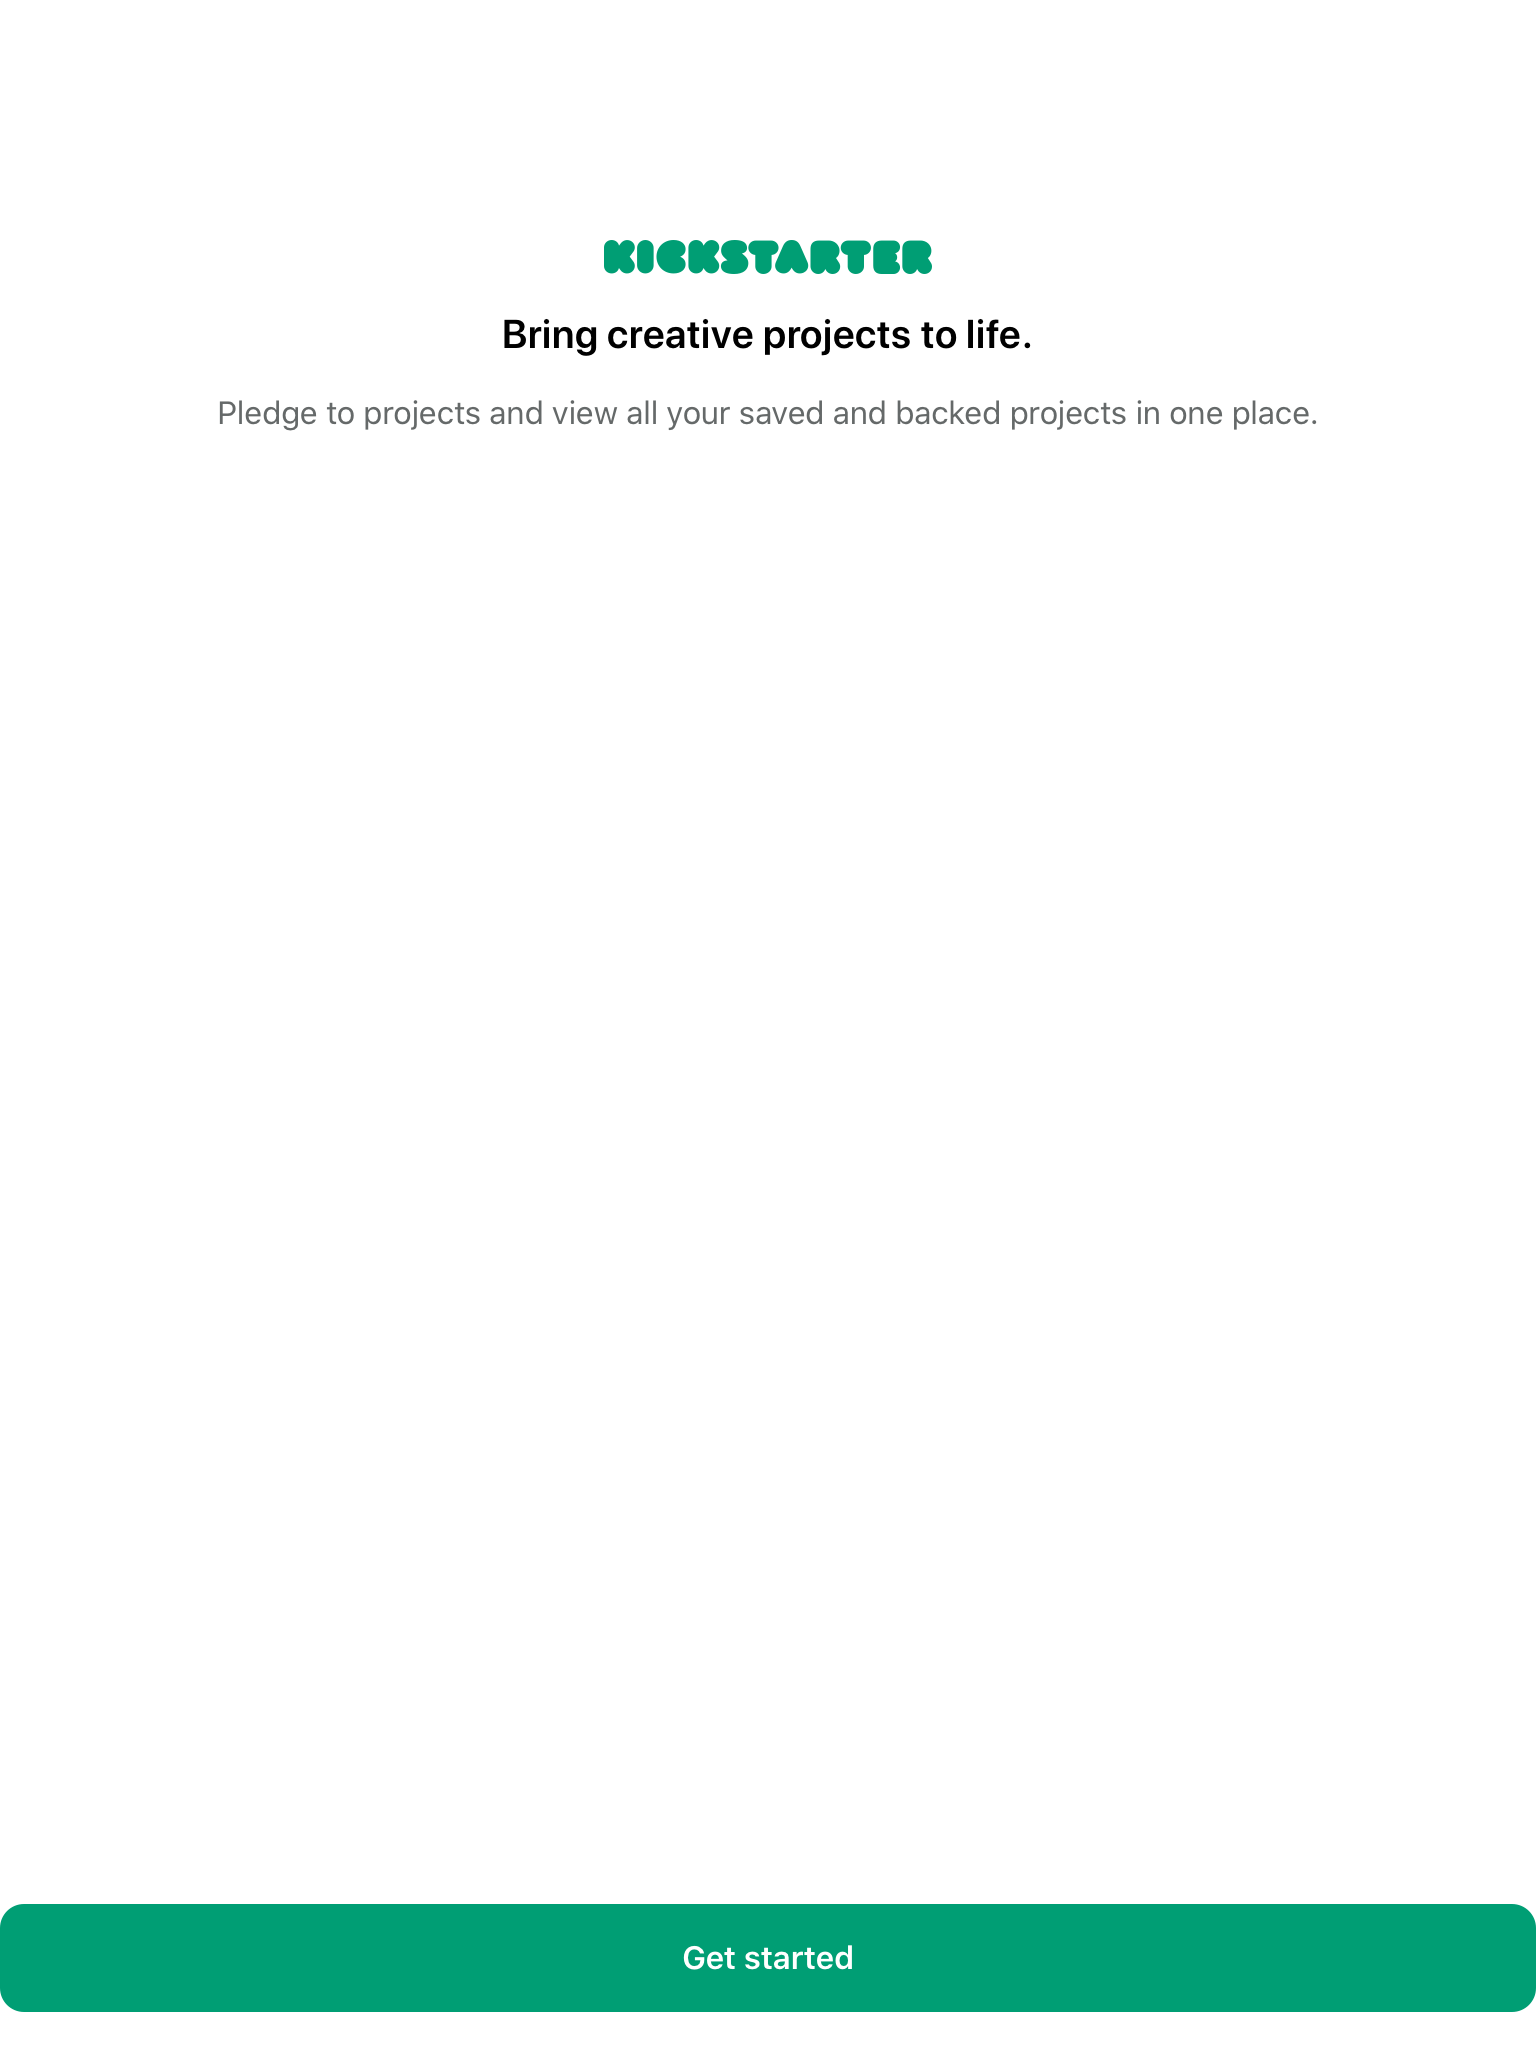 KICKSTARTER
Bring creative projects to life.
Pledge to projects and view all your saved and backed projects in one place.
Get started